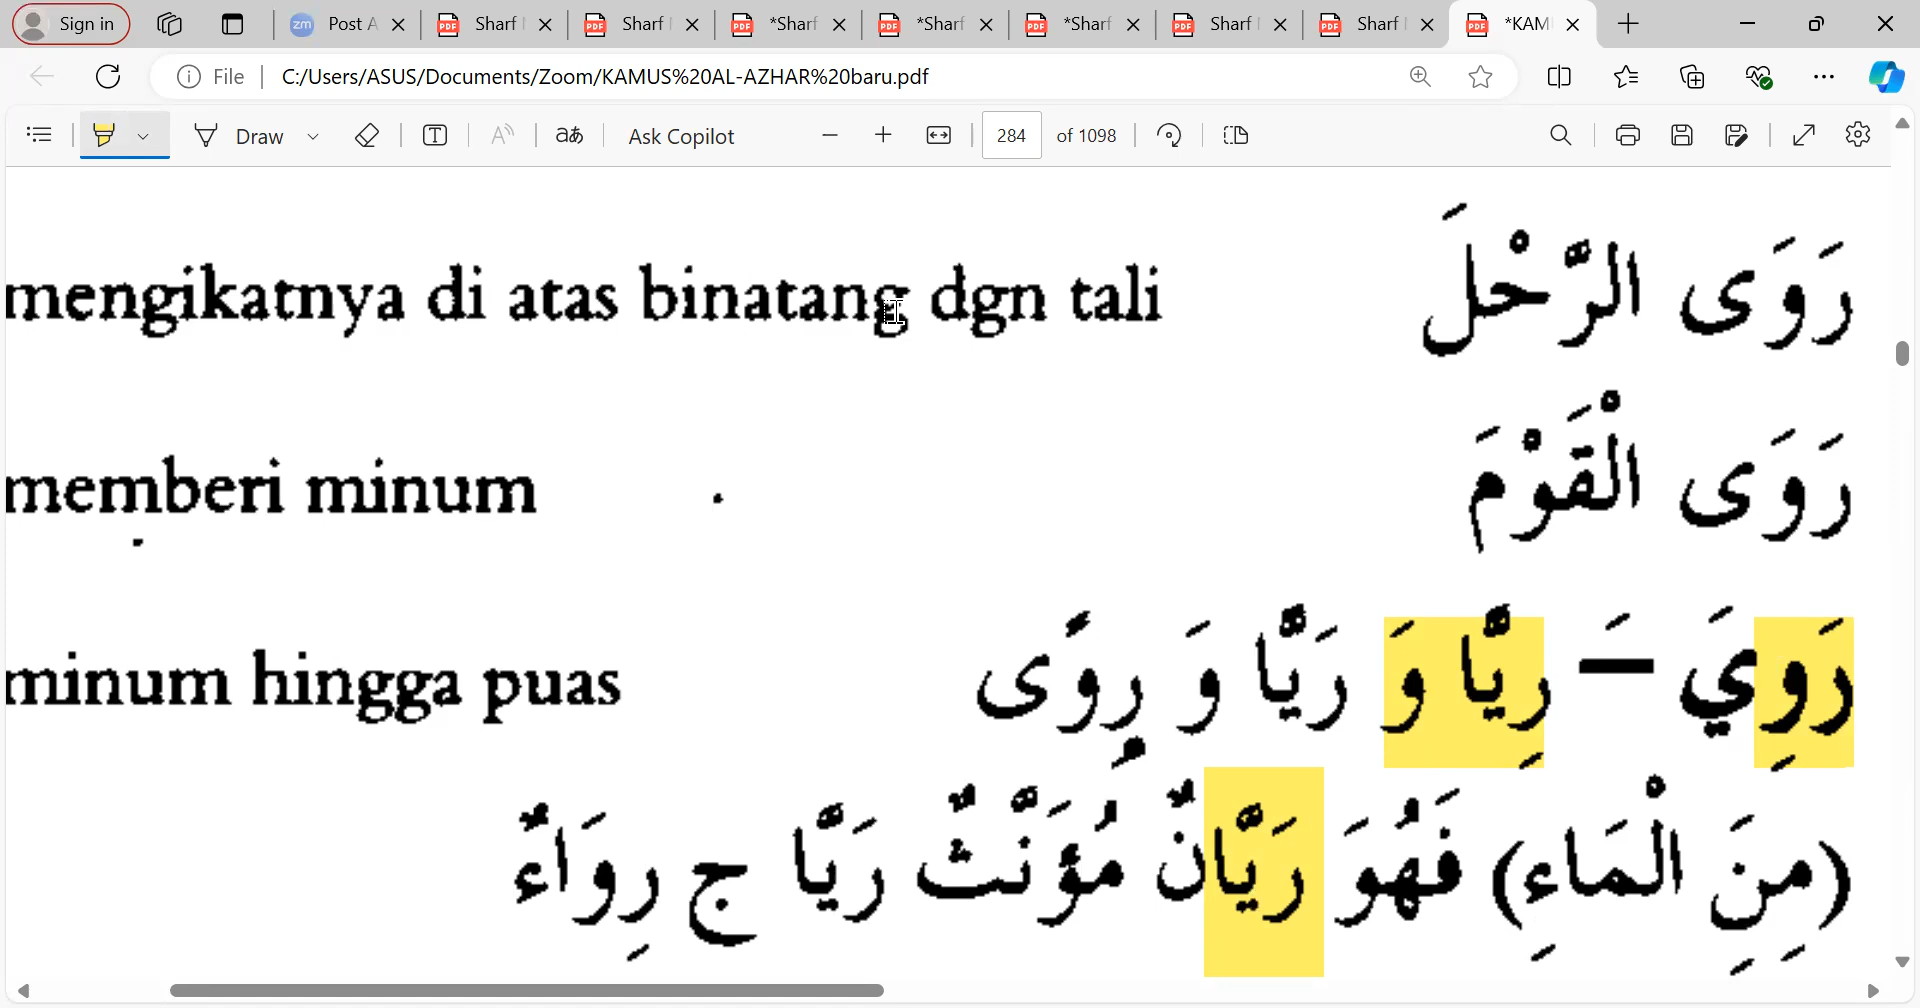 Sign in
Post A
Sharf
Sharf
*Sharf
*Sharf
*Sharf
Sharf
Sharf
*KAM
File
C:/Users/ASUS/Documents/Zoom/KAMUS%20AL-AZHAR%20baru.pdf
Draw
Ask Copilot
284 of 1098
mengikatnya di atas binatang dgn tali رَوَى الرَّحْلَ
memberi minum رَوَى الْقَوْمَ
minum hingga puas رَوِيَ – رِيًّا وَ رَيًّا وَ رِوًى
(مِنَ الْمَاءِ) فَهُوَ رَيَّانٌ مُؤَنَّثٌ رَيَّا ج رِوَاءٌ